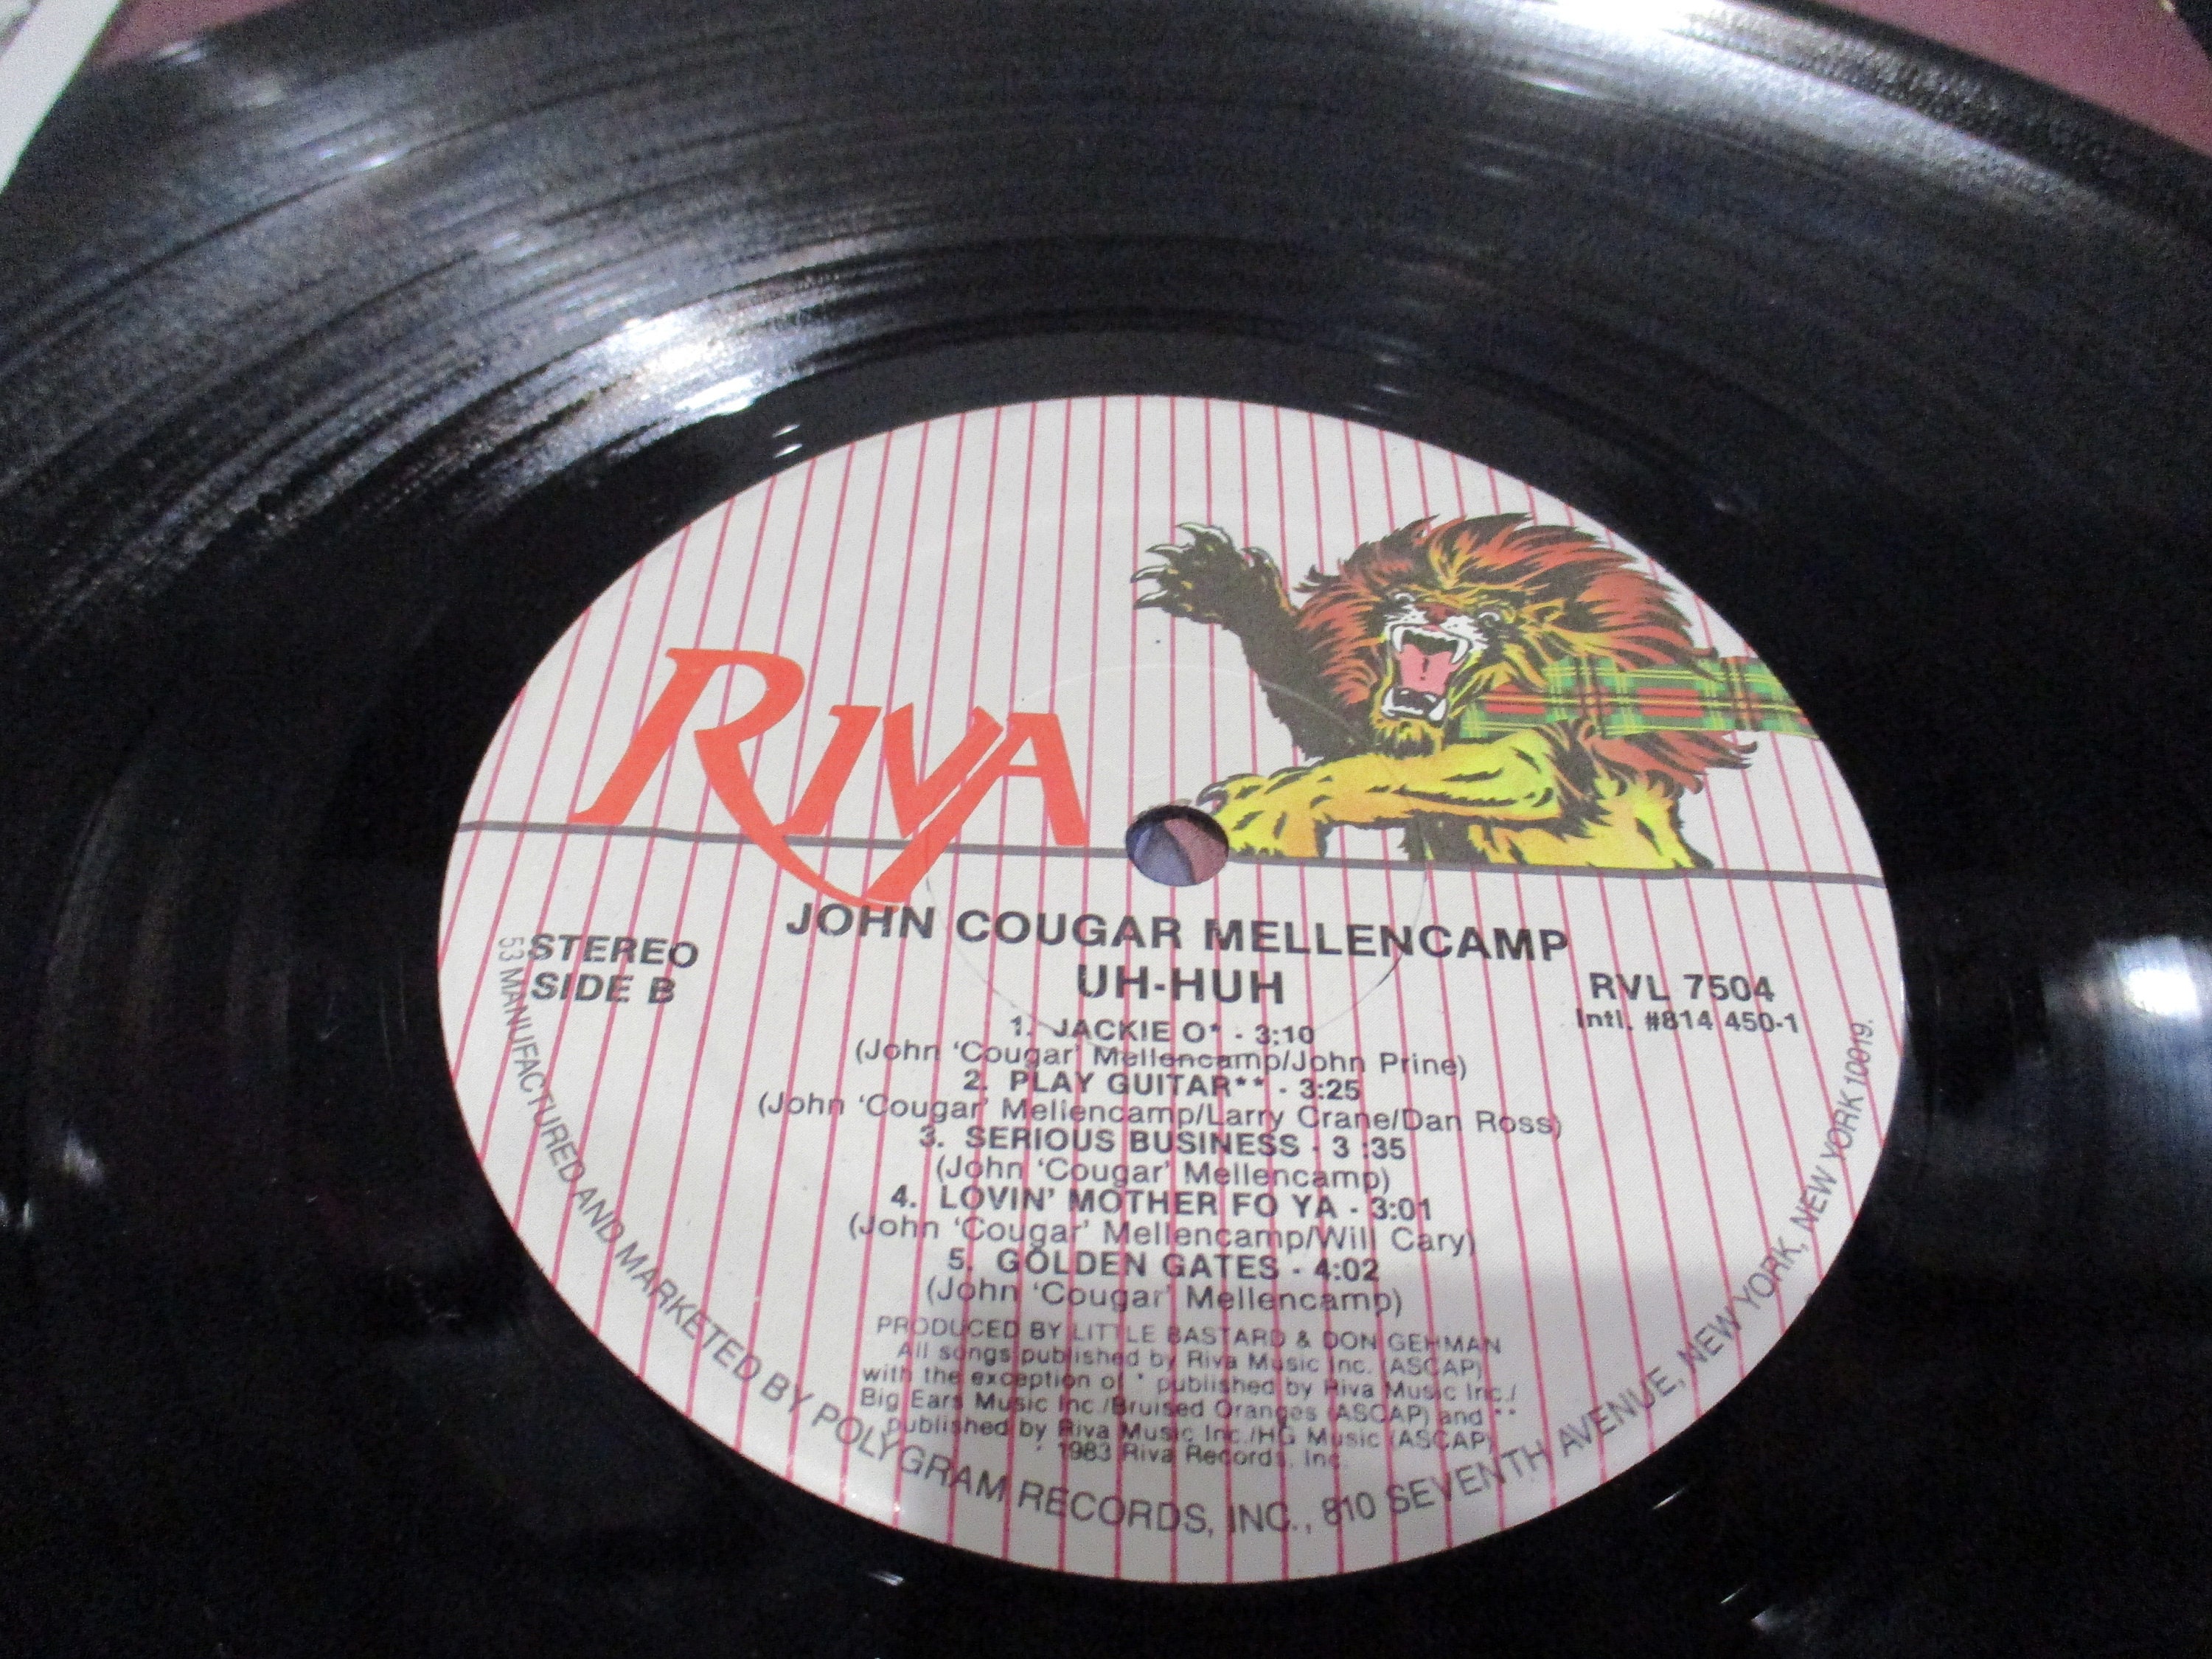 RIVA
JOHN COUGAR MELLENCAMP
UH-HUH
STEREO
SIDE B
RVL 7504
Intl. #814 450-1
1. JACKIE O* - 3:10
(John 'Cougar' Mellencamp/John Prine)
2. PLAY GUITAR** - 3:25
(John 'Cougar' Mellencamp/Larry Crane/Dan Ross)
3. SERIOUS BUSINESS - 3 :35
(John 'Cougar' Mellencamp)
4. LOVIN' MOTHER FO YA - 3:01
(John 'Cougar' Mellencamp/Will Cary)
5. GOLDEN GATES - 4:02
(John 'Cougar' Mellencamp)
PRODUCED BY LITTLE BASTARD & DON GEHMAN
All songs published by Riva Music Inc. (ASCAP)
with the exception of * published by Riva Music Inc./
Big Ears Music Inc./Bruised Oranges (ASCAP) and **
published by Riva Music Inc./HG Music (ASCAP)
1983 Riva Records, Inc.
53 MANUFACTURED AND MARKETED BY POLYGRAM RECORDS, INC., 810 SEVENTH AVENUE, NEW YORK, NEW YORK 10019.